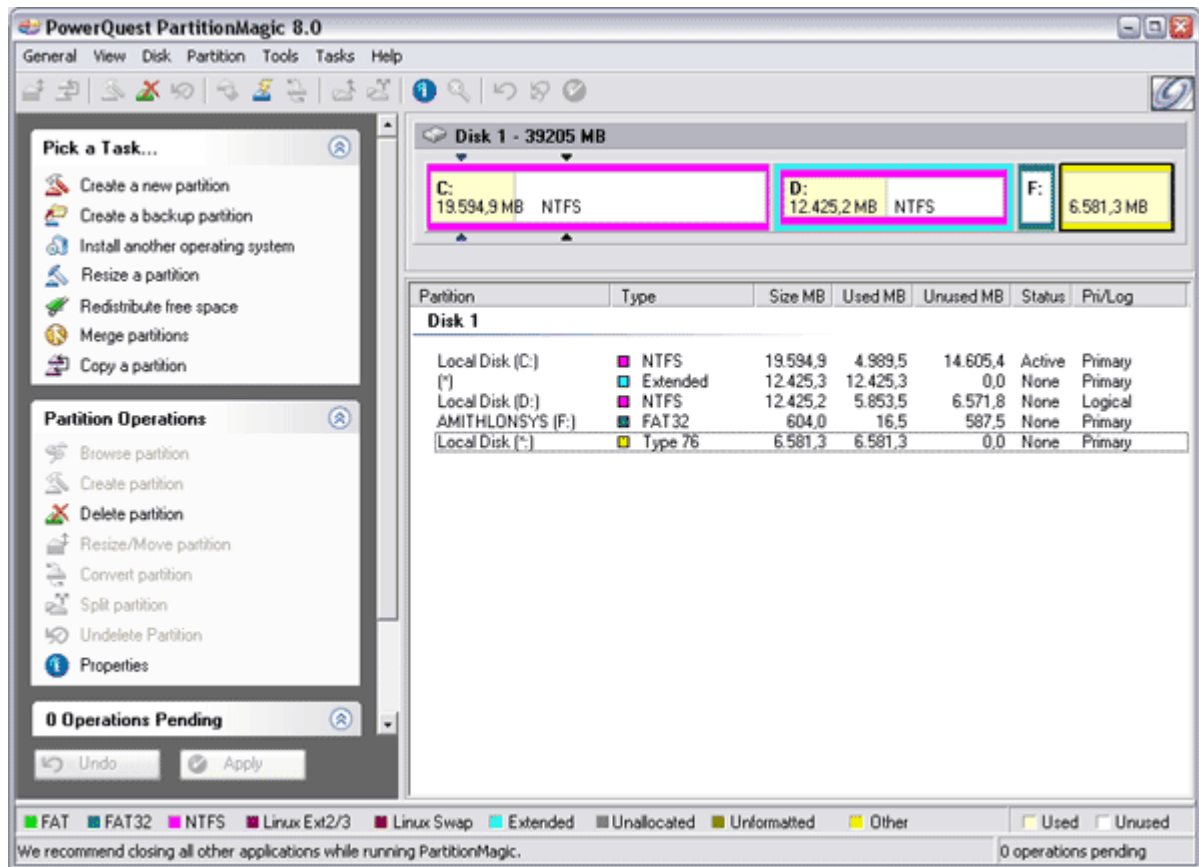 PowerQuest PartitionMagic 8.0
General View Disk Partition Tools Tasks Help
Pick a Task...
Create a new partition
Create a backup partition
Install another operating system
Resize a partition
Redistribute free space
Merge partitions
Copy a partition
Partition Operations
Browse partition
Create partition
Delete partition
Resize/Move partition
Convert partition
Split partition
Undelete Partition
Properties
0 Operations Pending
Undo Apply
Disk 1 - 39205 MB
C:
19.594,9 MB NTFS
D:
12.425,2 MB NTFS
F:
6.581,3 MB
Partition Type Size MB Used MB Unused MB Status Pri/Log
Disk 1
Local Disk (C:) NTFS 19.594,9 4.989,5 14.605,4 Active Primary
(*) Extended 12.425,3 12.425,3 0,0 None Primary
Local Disk (D:) NTFS 12.425,2 5.853,5 6.571,8 None Logical
AMITHLONSYS (F:) FAT32 604,0 16,5 587,5 None Primary
Local Disk (*:) Type 76 6.581,3 6.581,3 0,0 None Primary
FAT FAT32 NTFS Linux Ext2/3 Linux Swap Extended Unallocated Unformatted Other Used Unused
We recommend closing all other applications while running PartitionMagic. 0 operations pending